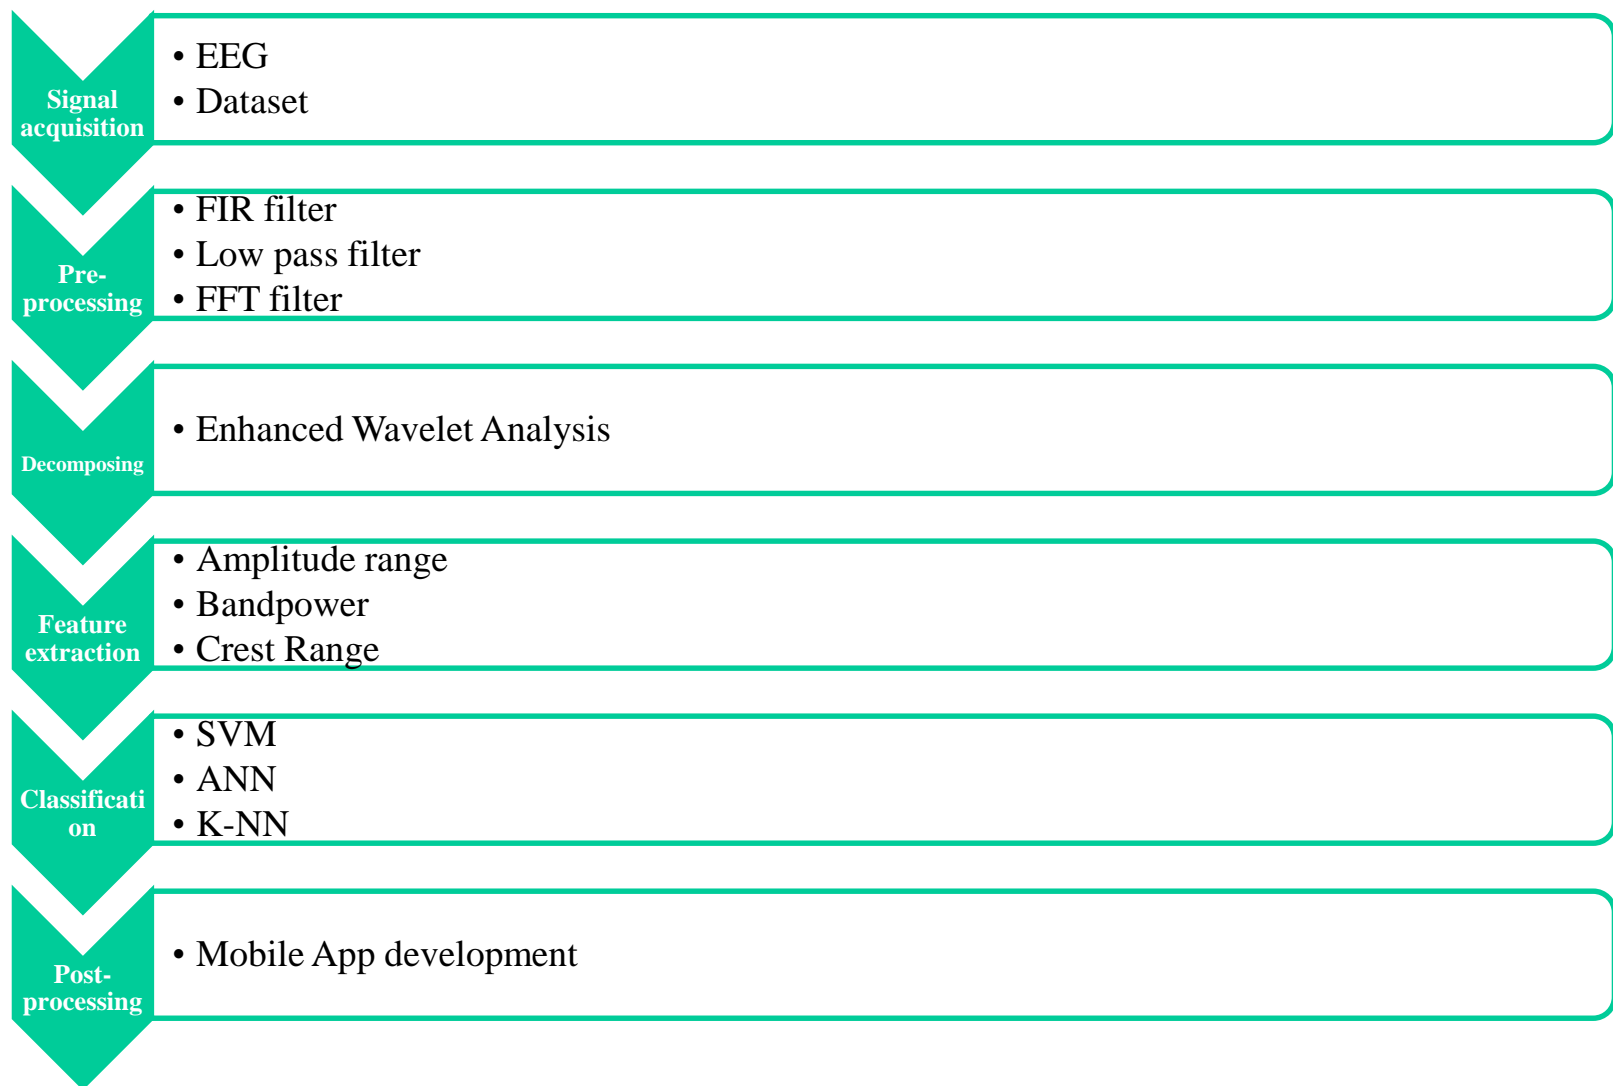 Signal
acquisition
• EEG
• Dataset
Pre-
processing
• FIR filter
• Low pass filter
• FFT filter
Decomposing
• Enhanced Wavelet Analysis
Feature
extraction
• Amplitude range
• Bandpower
• Crest Range
Classificati
on
• SVM
• ANN
• K-NN
Post-
processing
• Mobile App development